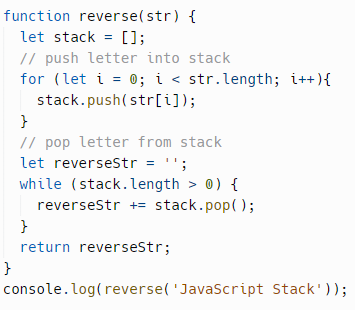 function reverse(str) {
  let stack = [];
  // push letter into stack
  for (let i = 0; i < str.length; i++){
    stack.push(str[i]);
  }
  // pop letter from stack
  let reverseStr = '';
  while (stack.length > 0) {
    reverseStr += stack.pop();
  }
  return reverseStr;
}
console.log(reverse('JavaScript Stack'));